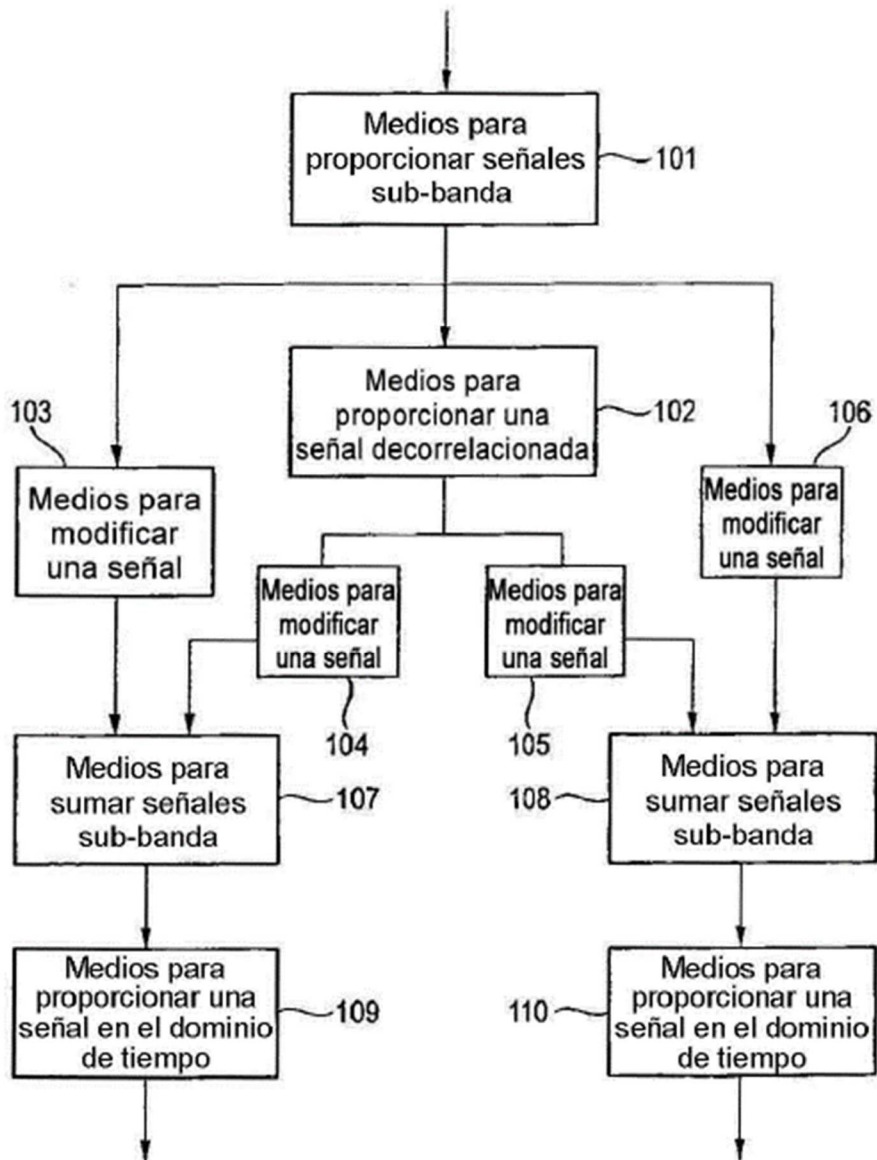 Medios para
proporcionar señales
sub-banda
101
Medios para
proporcionar una
señal decorrelacionada
102
103
Medios para
modificar
una señal
106
Medios para
modificar
una señal
Medios para
modificar
una señal
104
Medios para
modificar
una señal
105
Medios para
sumar señales
sub-banda
107
108
Medios para
sumar señales
sub-banda
Medios para
proporcionar una
señal en el dominio
de tiempo
109
110
Medios para
proporcionar una
señal en el dominio
de tiempo